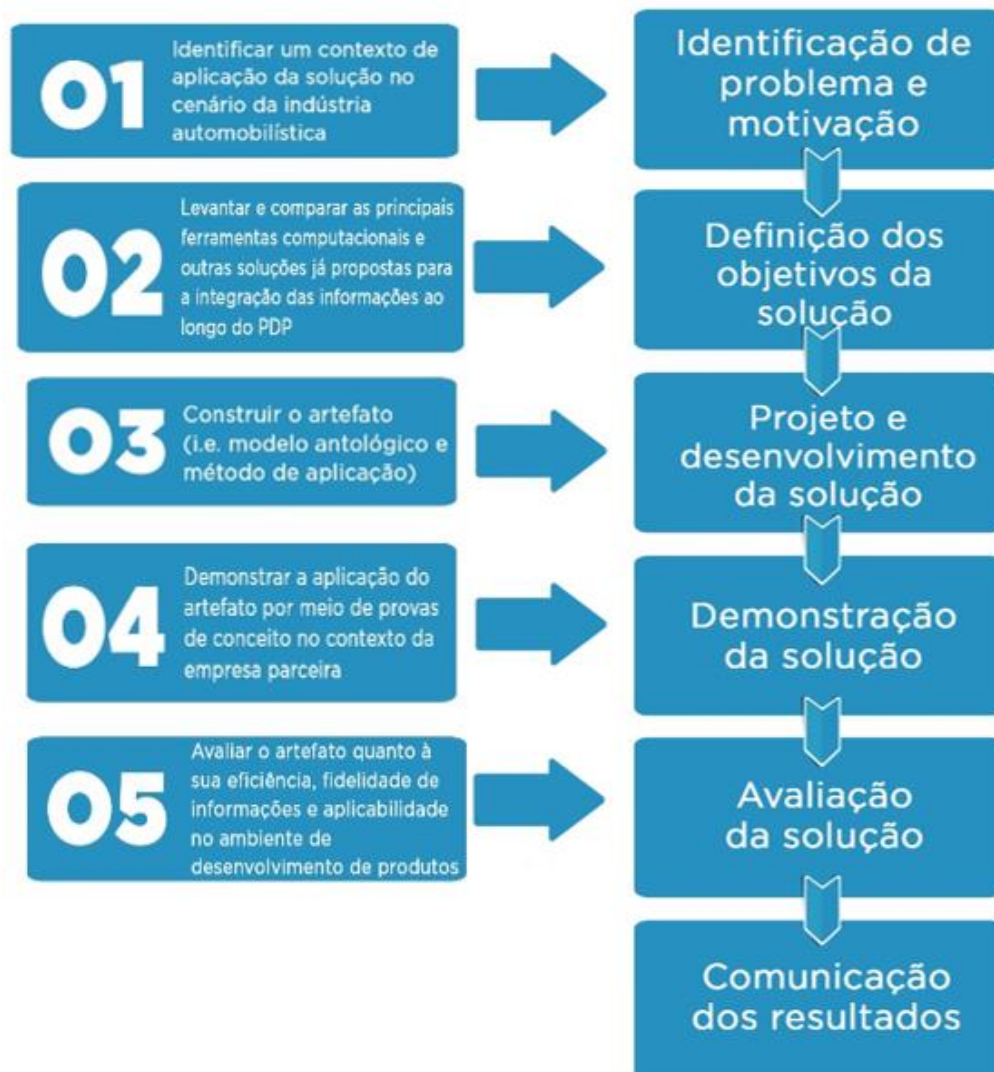 01
Identificar um contexto de
aplicação da solução no
cenário da indústria
automobilística
Identificação de
problema e
motivação
02
Levantar e comparar as principais
ferramentas computacionais e
outras soluções já propostas para
a integração das informações ao
longo do PDP
Definição dos
objetivos da
solução
03
Construir o artefato
(i.e. modelo antológico e
método de aplicação)
Projeto e
desenvolvimento
da solução
04
Demonstrar a aplicação do
artefato por meio de provas
de conceito no contexto da
empresa parceira
Demonstração
da solução
05
Avaliar o artefato quanto à
sua eficiência, fidelidade de
informações e aplicabilidade
no ambiente de
desenvolvimento de produtos
Avaliação
da solução
Comunicação
dos resultados